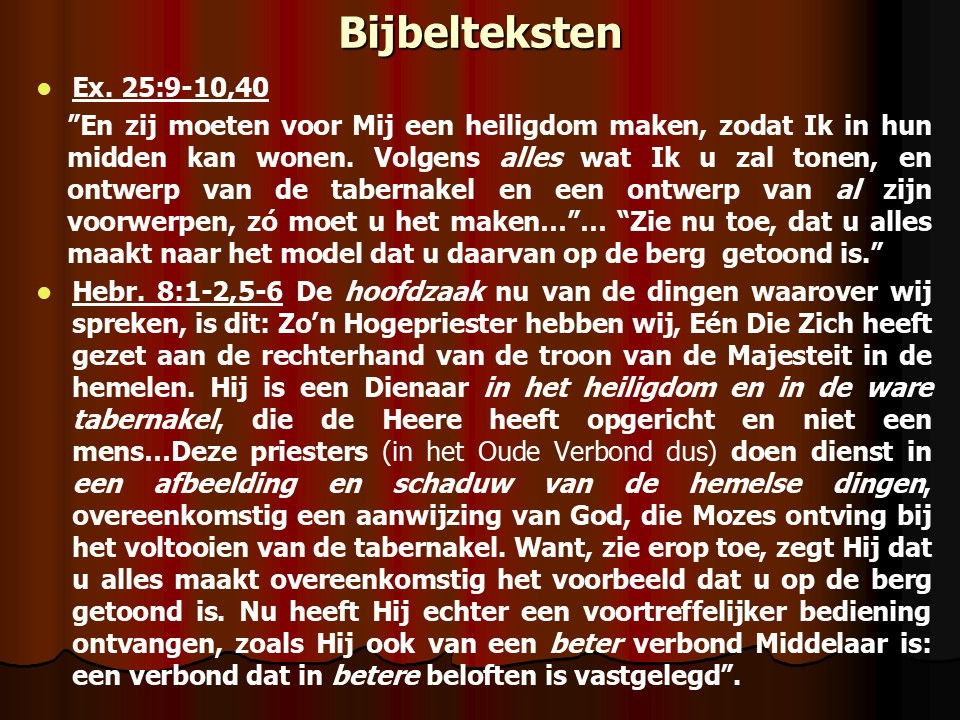 Bijbelteksten
• Ex. 25:9-10,40
”En zij moeten voor Mij een heiligdom maken, zodat Ik in hun
midden kan wonen. Volgens alles wat Ik u zal tonen, en
ontwerp van de tabernakel en een ontwerp van al zijn
voorwerpen, zó moet u het maken…”… “Zie nu toe, dat u alles
maakt naar het model dat u daarvan op de berg getoond is.”
• Hebr. 8:1-2,5-6 De hoofdzaak nu van de dingen waarover wij
spreken, is dit: Zo’n Hogepriester hebben wij, Eén Die Zich heeft
gezet aan de rechterhand van de troon van de Majesteit in de
hemelen. Hij is een Dienaar in het heiligdom en in de ware
tabernakel, die de Heere heeft opgericht en niet een
mens…Deze priesters (in het Oude Verbond dus) doen dienst in
een afbeelding en schaduw van de hemelse dingen,
overeenkomstig een aanwijzing van God, die Mozes ontving bij
het voltooien van de tabernakel. Want, zie erop toe, zegt Hij dat
u alles maakt overeenkomstig het voorbeeld dat u op de berg
getoond is. Nu heeft Hij echter een voortreffelijker bediening
ontvangen, zoals Hij ook van een beter verbond Middelaar is:
een verbond dat in betere beloften is vastgelegd”.